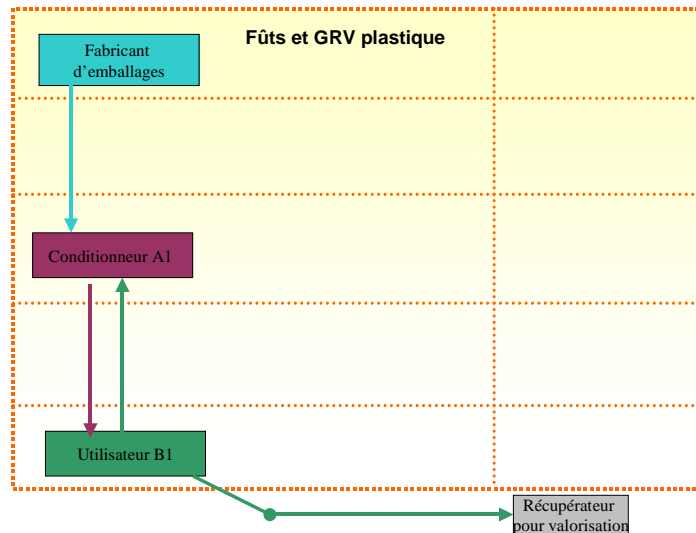 Fûts et GRV plastique
Fabricant
d’emballages
Conditionneur A1
Utilisateur B1
Récupérateur
pour valorisation